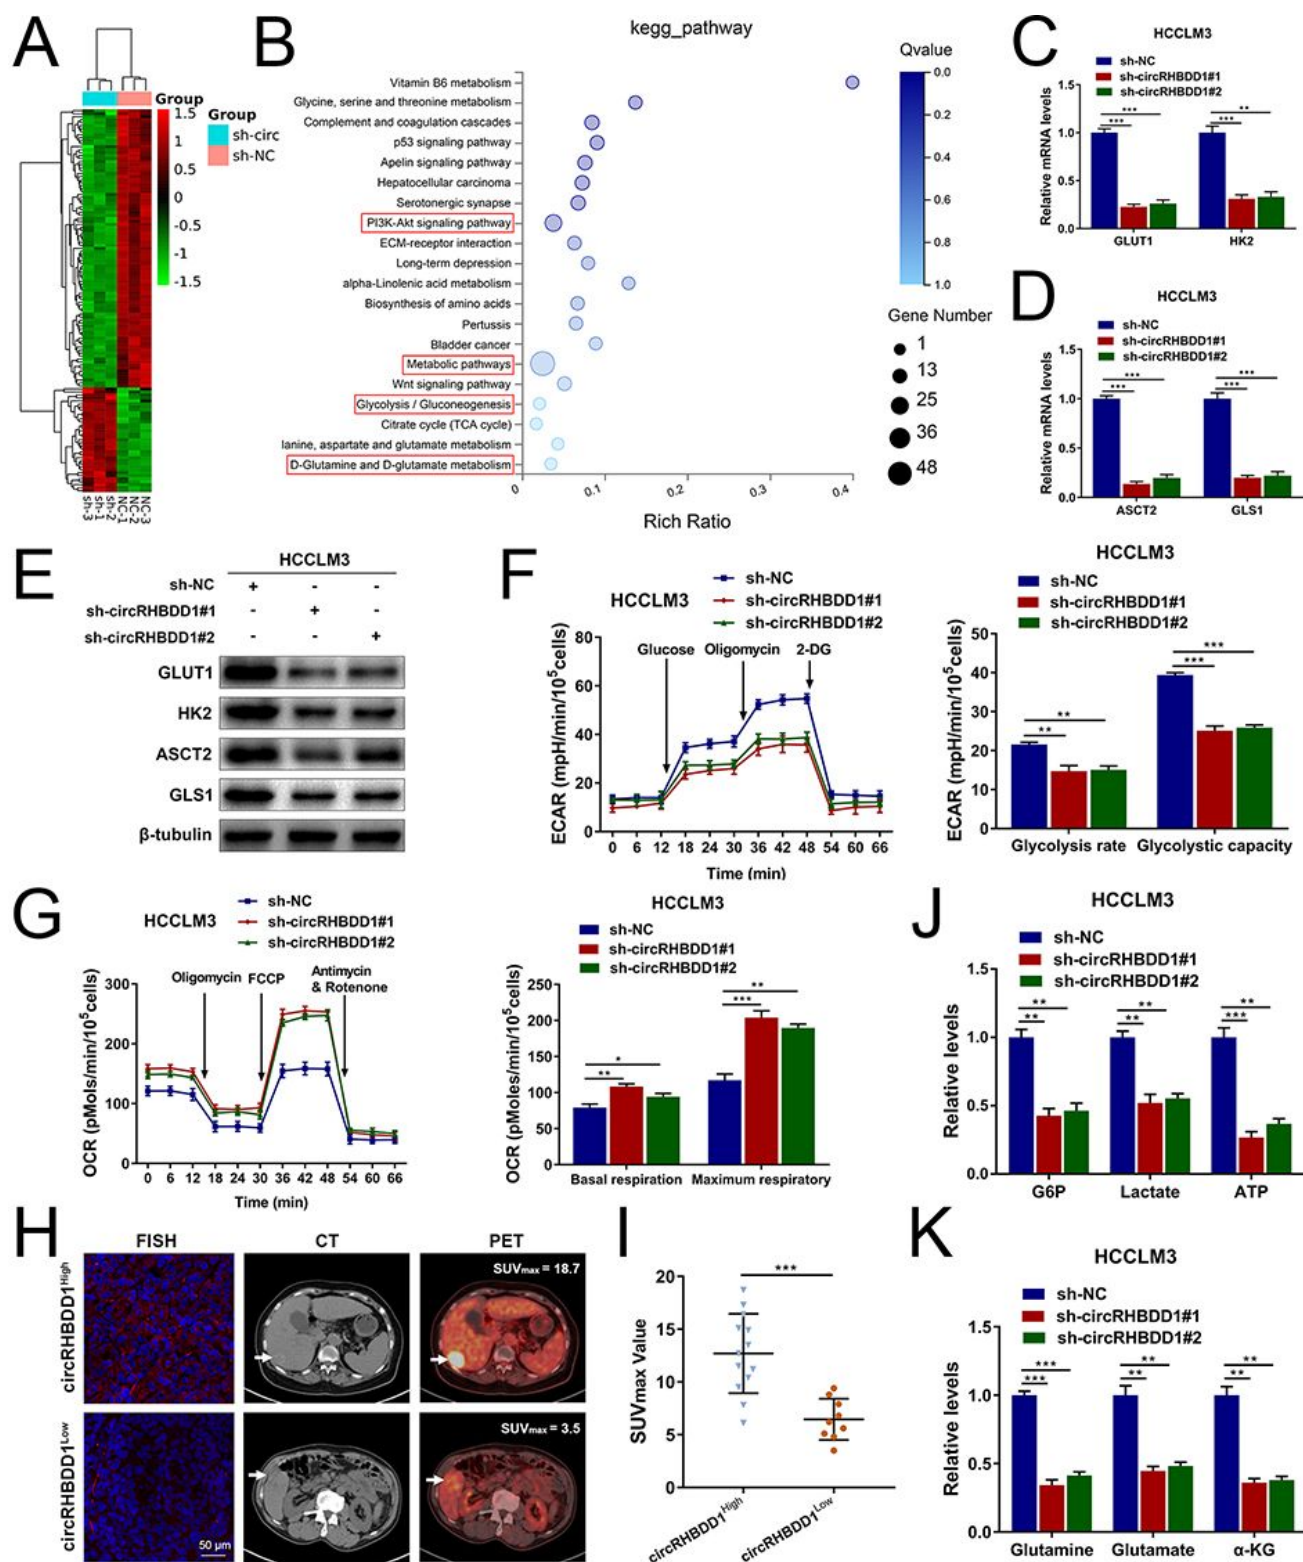 A
Group
1.5
1
0.5
0
-0.5
-1
-1.5
Group
sh-circ
sh-NC
sh-3
sh-1
sh-2
NC-1
NC-2
NC-3
B
kegg_pathway
Vitamin B6 metabolism
Glycine, serine and threonine metabolism
Complement and coagulation cascades
p53 signaling pathway
Apelin signaling pathway
Hepatocellular carcinoma
Serotonergic synapse
PI3K-Akt signaling pathway
ECM-receptor interaction
Long-term depression
alpha-Linolenic acid metabolism
Biosynthesis of amino acids
Pertussis
Bladder cancer
Metabolic pathways
Wnt signaling pathway
Glycolysis / Gluconeogenesis
Citrate cycle (TCA cycle)
lanine, aspartate and glutamate metabolism
D-Glutamine and D-glutamate metabolism
0 0.1 0.2 0.3 0.4
Rich Ratio
Qvalue
0.0
0.2
0.4
0.6
0.8
1.0
Gene Number
1
13
25
36
48
C
HCCLM3
sh-NC
sh-circRHBDD1#1
sh-circRHBDD1#2
Relative mRNA levels
1.5
1.0
0.5
0.0
*** ***
*** **
GLUT1 HK2
D
HCCLM3
sh-NC
sh-circRHBDD1#1
sh-circRHBDD1#2
Relative mRNA levels
1.5
1.0
0.5
0.0
*** ***
*** ***
ASCT2 GLS1
E
HCCLM3
sh-NC + - -
sh-circRHBDD1#1 - + -
sh-circRHBDD1#2 - - +
GLUT1
HK2
ASCT2
GLS1
β-tubulin
F
HCCLM3
sh-NC
sh-circRHBDD1#1
sh-circRHBDD1#2
Glucose Oligomycin 2-DG
ECAR (mpH/min/10⁵cells)
80
60
40
20
0
0 6 12 18 24 30 36 42 48 54 60 66
Time (min)
HCCLM3
sh-NC
sh-circRHBDD1#1
sh-circRHBDD1#2
ECAR (mpH/min/10⁵cells)
50
40
30
20
10
0
** **
*** ***
Glycolysis rate Glycolystic capacity
G
HCCLM3
sh-NC
sh-circRHBDD1#1
sh-circRHBDD1#2
Oligomycin FCCP Antimycin
& Rotenone
OCR (pMols/min/10⁵cells)
300
200
100
0
0 6 12 18 24 30 36 42 48 54 60 66
Time (min)
HCCLM3
sh-NC
sh-circRHBDD1#1
sh-circRHBDD1#2
OCR (pMoles/min/10⁵cells)
250
200
150
100
50
0
** *
*** **
Basal respiration Maximum respiratory
J
HCCLM3
sh-NC
sh-circRHBDD1#1
sh-circRHBDD1#2
Relative levels
1.5
1.0
0.5
0.0
** **
** **
*** **
G6P Lactate ATP
H
FISH CT PET
circRHBDD1High
SUVmax = 18.7
circRHBDD1Low
SUVmax = 3.5
50 μm
I
SUVmax Value
20
15
10
5
0
***
circRHBDD1High
circRHBDD1Low
K
HCCLM3
sh-NC
sh-circRHBDD1#1
sh-circRHBDD1#2
Relative levels
1.5
1.0
0.5
0.0
*** ***
** **
** **
Glutamine Glutamate α-KG